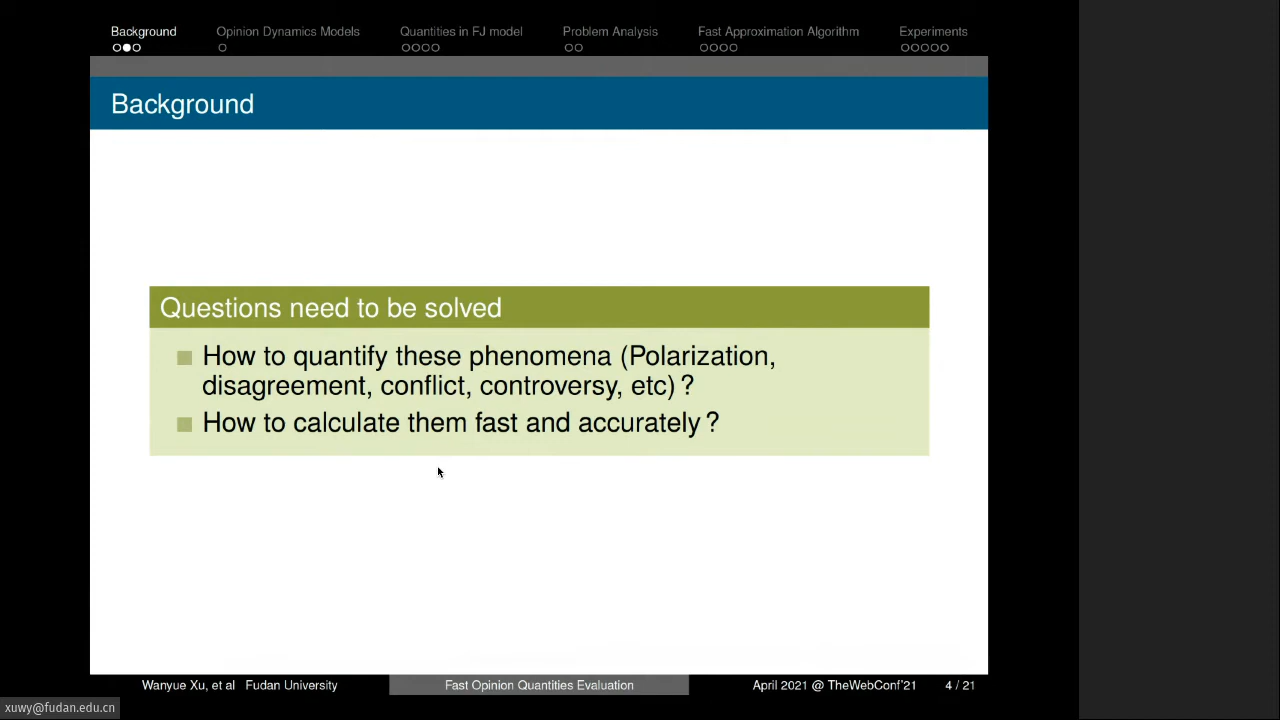 Background Opinion Dynamics Models Quantities in FJ model Problem Analysis Fast Approximation Algorithm Experiments
Background
Questions need to be solved
How to quantify these phenomena (Polarization,
disagreement, conflict, controversy, etc) ?
How to calculate them fast and accurately ?
Wanyue Xu, et al Fudan University Fast Opinion Quantities Evaluation April 2021 @ TheWebConf'21 4 / 21
xuwy@fudan.edu.cn